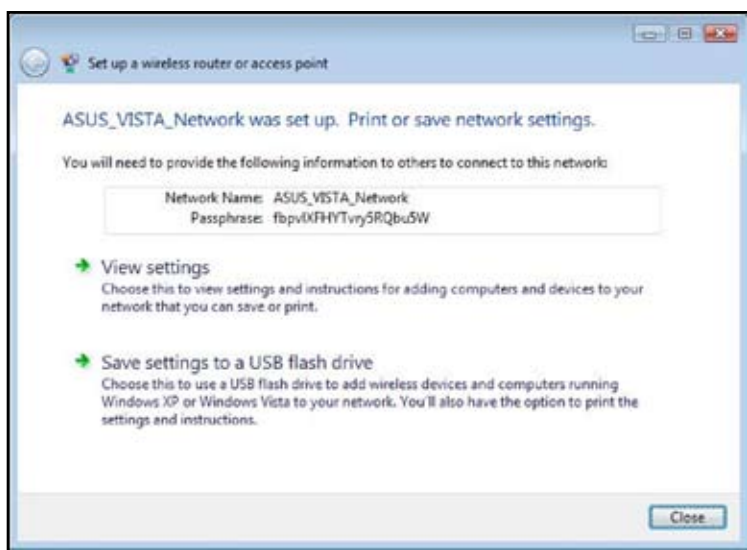 Set up a wireless router or access point
ASUS_VISTA_Network was set up. Print or save network settings.
You will need to provide the following information to others to connect to this network:
Network Name: ASUS_VISTA_Network
Passphrase:
View settings
Choose this to view settings and instructions for adding computers and devices to your
network that you can save or print.
Save settings to a USB flash drive
Choose this to use a USB flash drive to add wireless devices and computers running
Windows XP or Windows Vista to your network. You'll also have the option to print the
settings and instructions.
Close